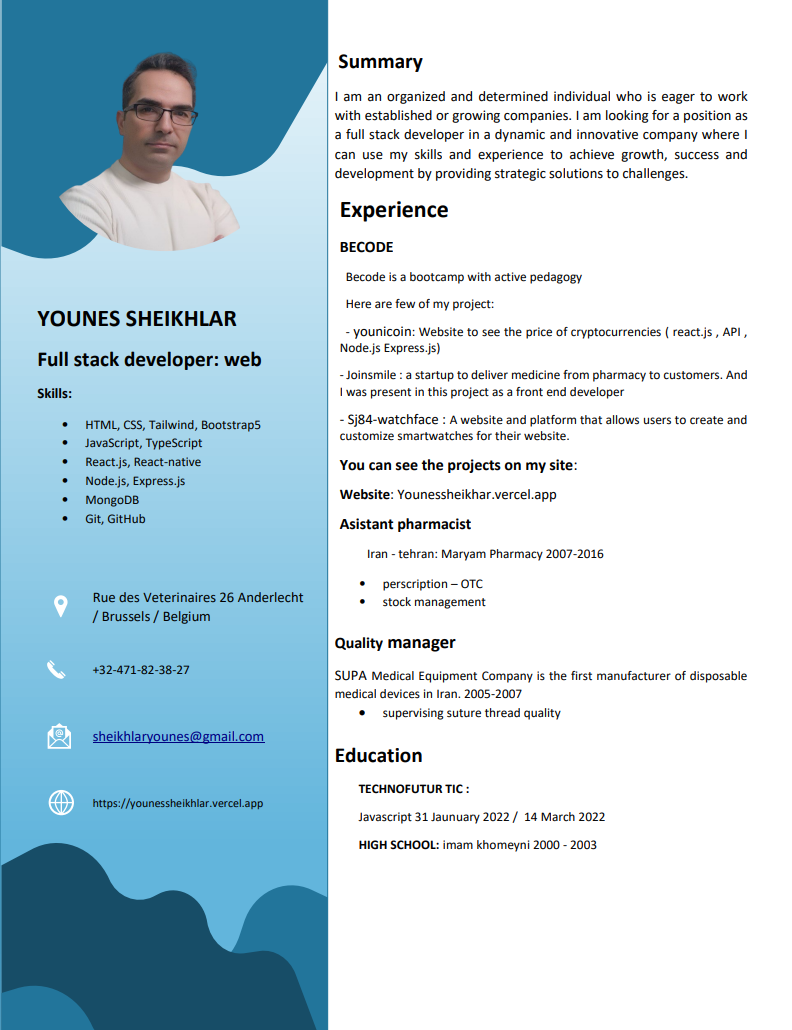 YOUNES SHEIKHLAR
Full stack developer: web
Skills:
• HTML, CSS, Tailwind, Bootstrap5
• JavaScript, TypeScript
• React.js, React-native
• Node.js, Express.js
• MongoDB
• Git, GitHub
Rue des Veterinaires 26 Anderlecht
/ Brussels / Belgium
+32-471-82-38-27
@
sheikhlaryounes@gmail.com
https://younessheikhlar.vercel.app
Summary
I am an organized and determined individual who is eager to work
with established or growing companies. I am looking for a position as
a full stack developer in a dynamic and innovative company where I
can use my skills and experience to achieve growth, success and
development by providing strategic solutions to challenges.
Experience
BECODE
Becode is a bootcamp with active pedagogy
Here are few of my project:
- younicoin: Website to see the price of cryptocurrencies ( react.js , API ,
Node.js Express.js)
- Joinsmile : a startup to deliver medicine from pharmacy to customers. And
I was present in this project as a front end developer
- Sj84-watchface : A website and platform that allows users to create and
customize smartwatches for their website.
You can see the projects on my site:
Website: Younessheikhar.vercel.app
Asistant pharmacist
Iran - tehran: Maryam Pharmacy 2007-2016
• perscription – OTC
• stock management
Quality manager
SUPA Medical Equipment Company is the first manufacturer of disposable
medical devices in Iran. 2005-2007
• supervising suture thread quality
Education
TECHNOFUTUR TIC :
Javascript 31 Jaunuary 2022 / 14 March 2022
HIGH SCHOOL: imam khomeyni 2000 - 2003